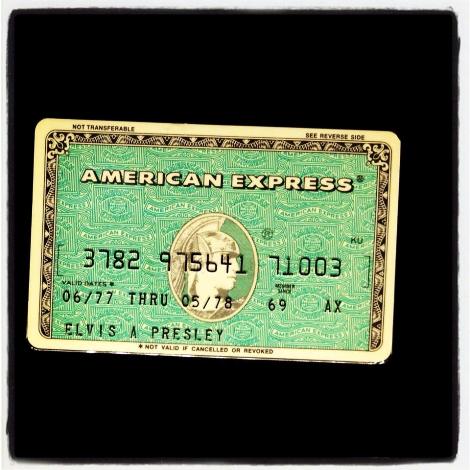 NOT TRANSFERABLE SEE REVERSE SIDE
AMERICAN EXPRESS®
KU
3782 975641 71003
VALID DATES * MEMBER SINCE
06/77 THRU 05/78 69 AX
ELVIS A PRESLEY
* NOT VALID IF CANCELLED OR REVOKED